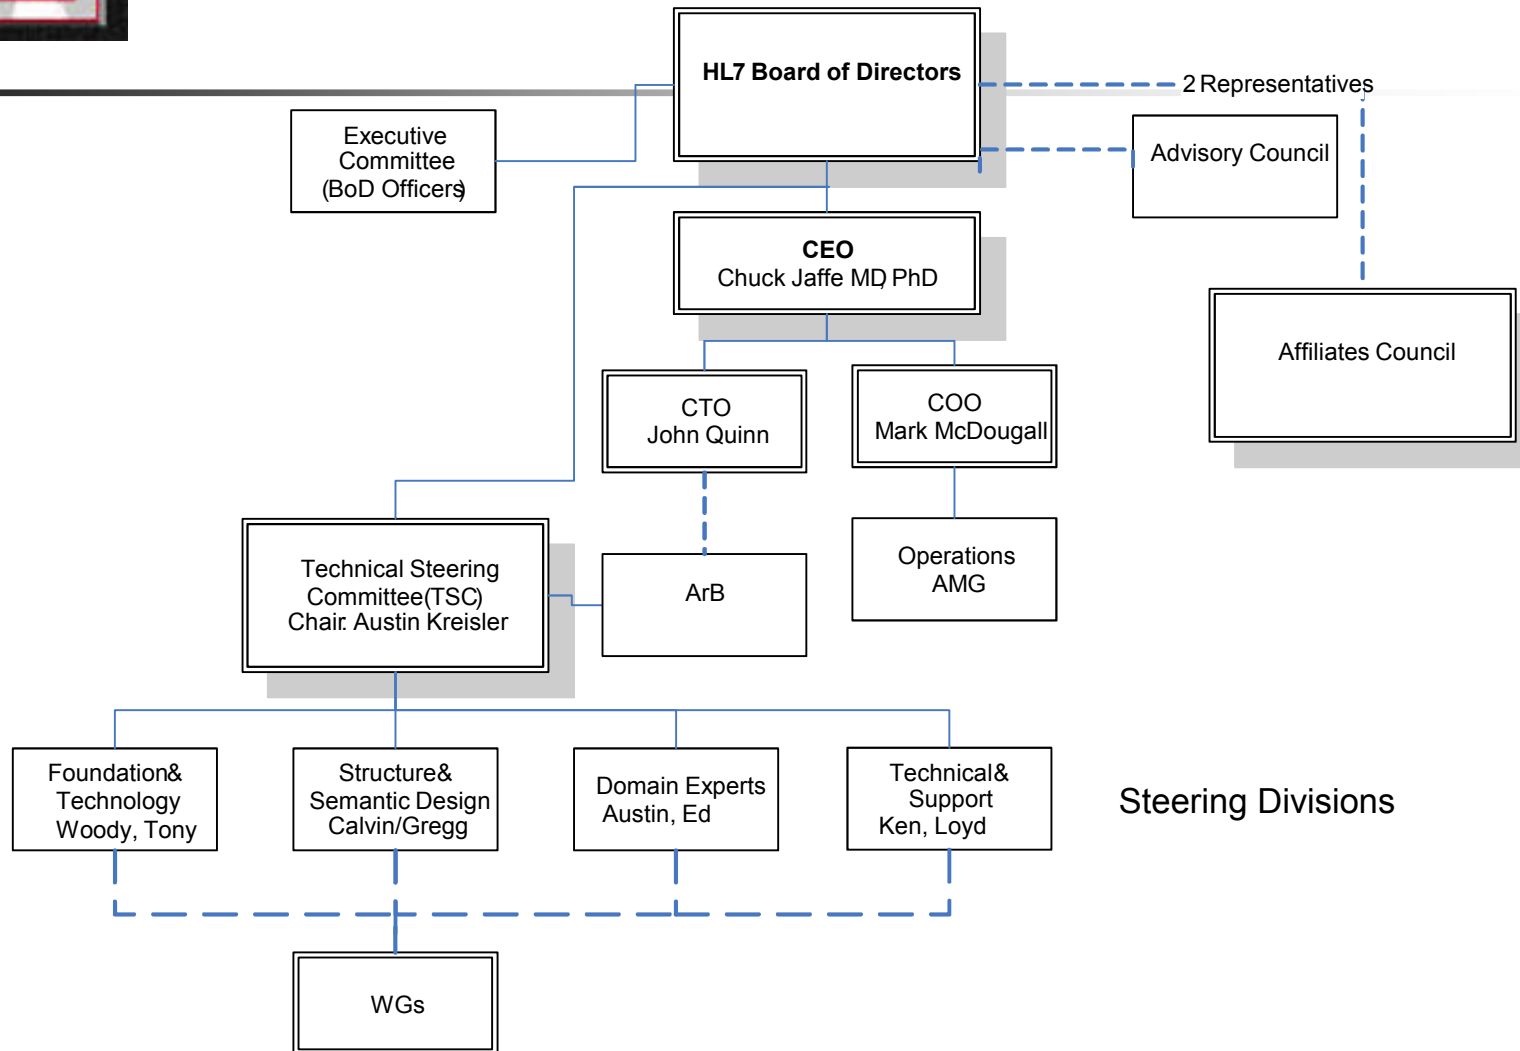 HL7 Board of Directors
2 Representatives
Executive
Committee
(BoD Officers)
Advisory Council
CEO
Chuck Jaffe MD, PhD
Affiliates Council
CTO
John Quinn
COO
Mark McDougall
Technical Steering
Committee(TSC)
Chair: Austin Kreisler
ArB
Operations
AMG
Foundation&
Technology
Woody, Tony
Structure&
Semantic Design
Calvin/Gregg
Domain Experts
Austin, Ed
Technical&
Support
Ken, Loyd
Steering Divisions
WGs